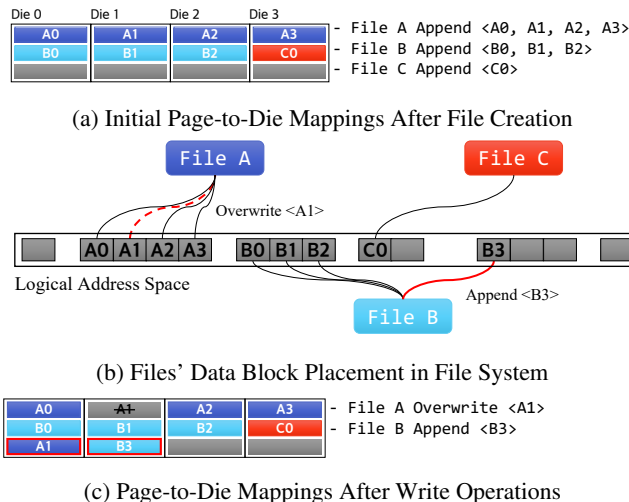 Die 0 Die 1 Die 2 Die 3
A0 A1 A2 A3 - File A Append <A0, A1, A2, A3>
B0 B1 B2 C0 - File B Append <B0, B1, B2>
- File C Append <C0>
(a) Initial Page-to-Die Mappings After File Creation
File A File C
Overwrite <A1>
A0 A1 A2 A3 B0 B1 B2 C0 B3
Logical Address Space
Append <B3>
File B
(b) Files' Data Block Placement in File System
A0 A1 A2 A3 - File A Overwrite <A1>
B0 B1 B2 C0 - File B Append <B3>
A1 B3
(c) Page-to-Die Mappings After Write Operations